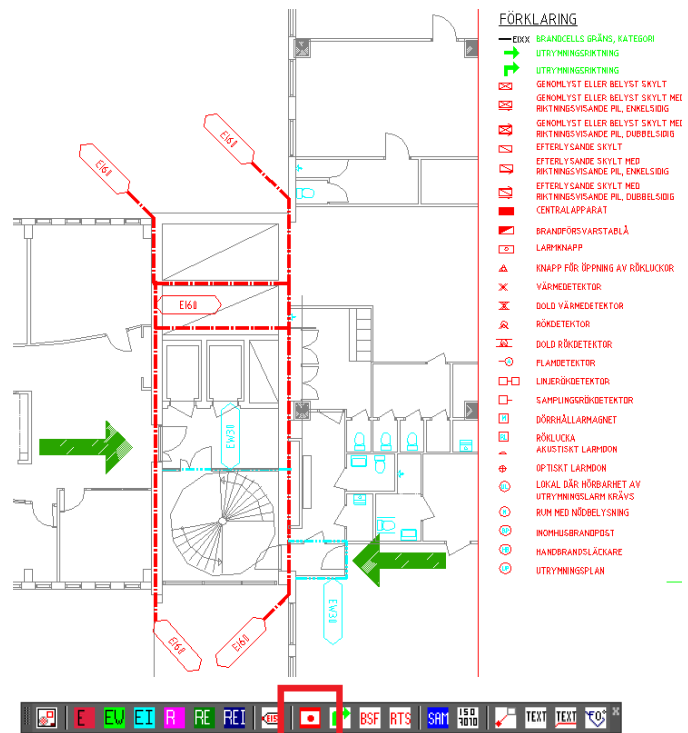 FÖRKLARING
EIXX BRANDCELLS GRÄNS, KATEGORI
UTRYMNINGSRIKTNING
UTRYMNINGSRIKTNING
GENOMLYST ELLER BELYST SKYLT
GENOMLYST ELLER BELYST SKYLT MED
RIKTNINGSVISANDE PIL, ENKELSIDIG
GENOMLYST ELLER BELYST SKYLT MED
RIKTNINGSVISANDE PIL, DUBBELSIDIG
EFTERLYSANDE SKYLT
EFTERLYSANDE SKYLT MED
RIKTNINGSVISANDE PIL, ENKELSIDIG
EFTERLYSANDE SKYLT MED
RIKTNINGSVISANDE PIL, DUBBELSIDIG
CENTRALAPPARAT
BRANDFÖRSVARSTABLÅ
LARMKNAPP
KNAPP FÖR ÖPPNING AV RÖKLUCKOR
VÄRMEDETEKTOR
DOLD VÄRMEDETEKTOR
RÖKDETEKTOR
DOLD RÖKDETEKTOR
FLAMDETEKTOR
LINJERÖKDETEKTOR
SAMPLINGSRÖKDETEKTOR
DÖRRHÅLLARMAGNET
RÖKLUCKA
AKUSTISKT LARMDON
OPTISKT LARMDON
LOKAL DÄR HÖRBARHET AV
UTRYMNINGSLARM KRÄVS
RUM MED NÖDBELYSNING
INOMHUSBRANDPOST
HANDBRANDSLÄCKARE
UTRYMNINGSPLAN
EI60
EI60
EI60
EW30
EW30
EI60
EI60
E EW EI R RE REI EI5 BSF RTS SAM ISO 7010 TEXT TEXT FO